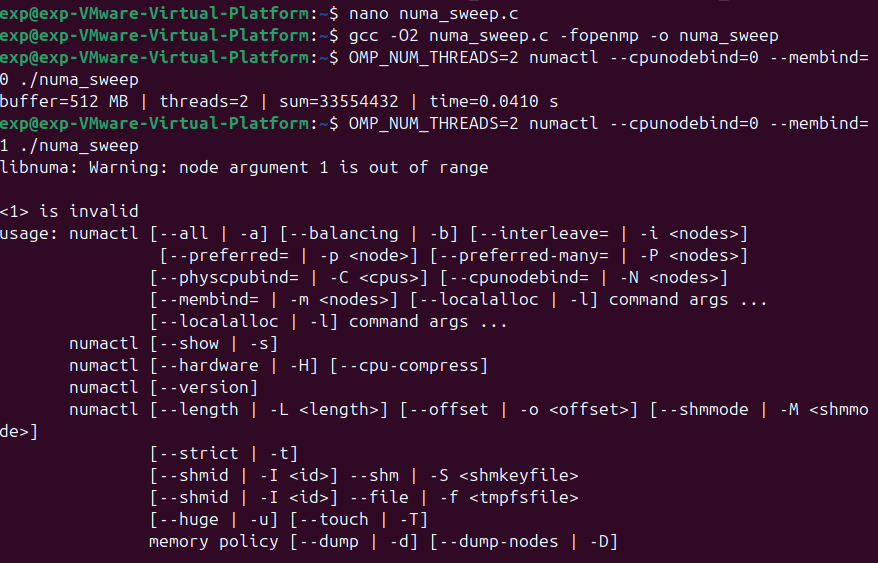 exp@exp-VMware-Virtual-Platform:~$ nano numa_sweep.c
exp@exp-VMware-Virtual-Platform:~$ gcc -O2 numa_sweep.c -fopenmp -o numa_sweep
exp@exp-VMware-Virtual-Platform:~$ OMP_NUM_THREADS=2 numactl --cpunodebind=0 --membind=
0 ./numa_sweep
buffer=512 MB | threads=2 | sum=33554432 | time=0.0410 s
exp@exp-VMware-Virtual-Platform:~$ OMP_NUM_THREADS=2 numactl --cpunodebind=0 --membind=
1 ./numa_sweep
libnuma: Warning: node argument 1 is out of range

<1> is invalid
usage: numactl [--all | -a] [--balancing | -b] [--interleave= | -i <nodes>]
               [--preferred= | -p <node>] [--preferred-many= | -P <nodes>]
               [--physcpubind= | -C <cpus>] [--cpunodebind= | -N <nodes>]
               [--membind= | -m <nodes>] [--localalloc | -l] command args ...
               [--localalloc | -l] command args ...
       numactl [--show | -s]
       numactl [--hardware | -H] [--cpu-compress]
       numactl [--version]
       numactl [--length | -L <length>] [--offset | -o <offset>] [--shmmode | -M <shmmo
de>]
               [--strict | -t]
               [--shmid | -I <id>] --shm | -S <shmkeyfile>
               [--shmid | -I <id>] --file | -f <tmpfsfile>
               [--huge | -u] [--touch | -T]
               memory policy [--dump | -d] [--dump-nodes | -D]